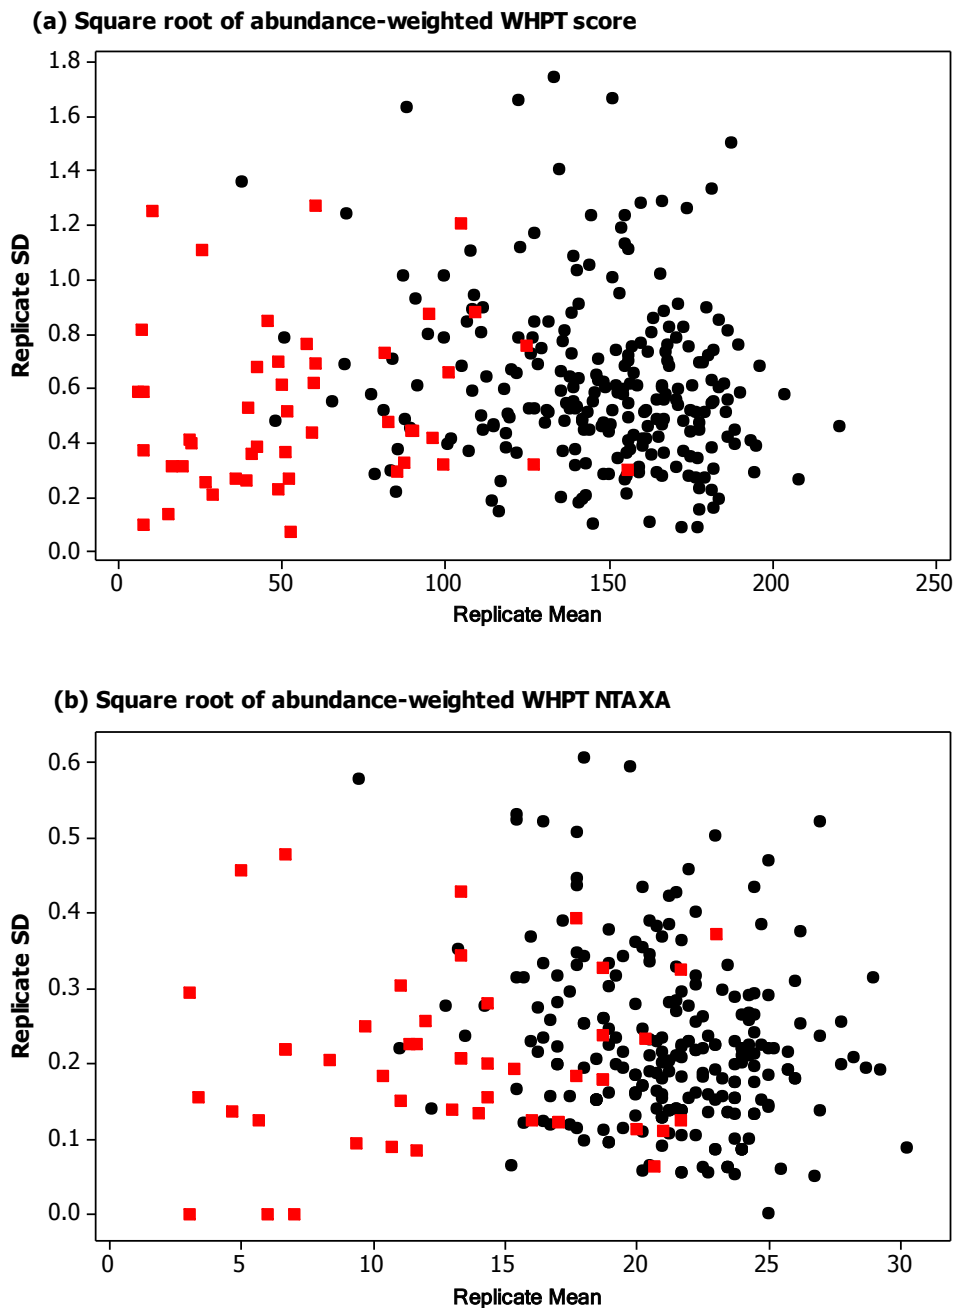 (a) Square root of abundance-weighted WHPT score
1.8
1.6
1.4
1.2
1.0
0.8
0.6
0.4
0.2
0.0
Replicate SD
0 50 100 150 200 250
Replicate Mean
(b) Square root of abundance-weighted WHPT NTAXA
0.6
0.5
0.4
0.3
0.2
0.1
0.0
Replicate SD
0 5 10 15 20 25 30
Replicate Mean